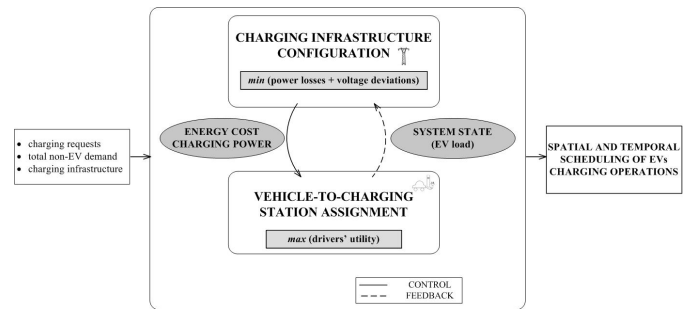 CHARGING INFRASTRUCTURE
CONFIGURATION
min (power losses + voltage deviations)
ENERGY COST
CHARGING POWER
SYSTEM STATE
(EV load)
• charging requests
• total non-EV demand
• charging infrastructure
SPATIAL AND TEMPORAL
SCHEDULING OF EVs
CHARGING OPERATIONS
VEHICLE-TO-CHARGING
STATION ASSIGNMENT
max (drivers' utility)
CONTROL
FEEDBACK